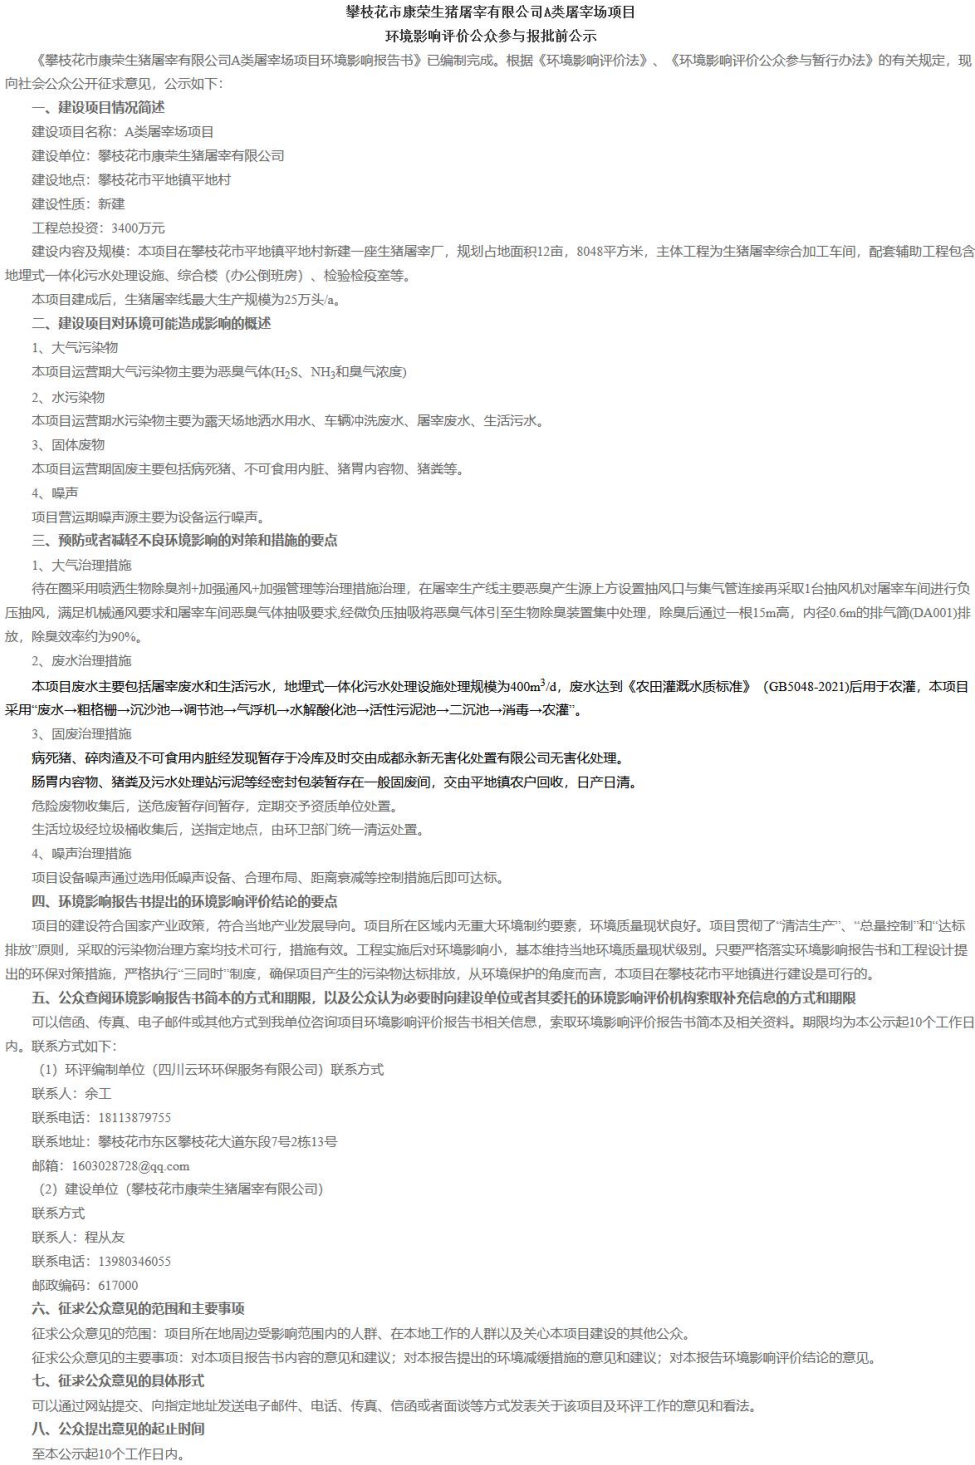 攀枝花市康荣生猪屠宰有限公司A类屠宰场项目
环境影响评价公众参与报批前公示
《攀枝花市康荣生猪屠宰有限公司A类屠宰场项目环境影响报告书》已编制完成。根据《环境影响评价法》、《环境影响评价公众参与暂行办法》的有关规定，现
向社会公众公开征求意见，公示如下：
一、建设项目情况简述
建设项目名称：A类屠宰场项目
建设单位：攀枝花市康荣生猪屠宰有限公司
建设地点：攀枝花市平地镇平地村
建设性质：新建
工程总投资：3400万元
建设内容及规模：本项目在攀枝花市平地镇平地村新建一座生猪屠宰厂，规划占地面积12亩，8048平方米，主体工程为生猪屠宰综合加工车间，配套辅助工程包含
地埋式一体化污水处理设施、综合楼（办公倒班房）、检验检疫室等。
本项目建成后，生猪屠宰线最大生产规模为25万头/a。
二、建设项目对环境可能造成影响的概述
1、大气污染物
本项目运营期大气污染物主要为恶臭气体(H₂S、NH₃和臭气浓度)
2、水污染物
本项目运营期水污染物主要为露天场地洒水用水、车辆冲洗废水、屠宰废水、生活污水。
3、固体废物
本项目运营期固废主要包括病死猪、不可食用内脏、猪胃内容物、猪粪等。
4、噪声
项目营运期噪声源主要为设备运行噪声。
三、预防或者减轻不良环境影响的对策和措施的要点
1、大气治理措施
待在圈采用喷洒生物除臭剂+加强通风+加强管理等治理措施治理，在屠宰生产线主要恶臭产生源上方设置抽风口与集气管连接再采取1台抽风机对屠宰车间进行负
压抽风，满足机械通风要求和屠宰车间恶臭气体抽吸要求,经微负压抽吸将恶臭气体引至生物除臭装置集中处理，除臭后通过一根15m高，内径0.6m的排气筒(DA001)排
放，除臭效率约为90%。
2、废水治理措施
本项目废水主要包括屠宰废水和生活污水，地埋式一体化污水处理设施处理规模为400m³/d，废水达到《农田灌溉水质标准》（GB5048-2021)后用于农灌，本项目
采用“废水→粗格栅→沉沙池→调节池→气浮机→水解酸化池→活性污泥池→二沉池→消毒→农灌”。
3、固废治理措施
病死猪、碎肉渣及不可食用内脏经发现暂存于冷库及时交由成都永新无害化处置有限公司无害化处理。
肠胃内容物、猪粪及污水处理站污泥等经密封包装暂存在一般固废间，交由平地镇农户回收，日产日清。
危险废物收集后，送危废暂存间暂存，定期交予资质单位处置。
生活垃圾经垃圾桶收集后，送指定地点，由环卫部门统一清运处置。
4、噪声治理措施
项目设备噪声通过选用低噪声设备、合理布局、距离衰减等控制措施后即可达标。
四、环境影响报告书提出的环境影响评价结论的要点
项目的建设符合国家产业政策，符合当地产业发展导向。项目所在区域内无重大环境制约要素，环境质量现状良好。项目贯彻了“清洁生产”、“总量控制”和“达标
排放”原则，采取的污染物治理方案均技术可行，措施有效。工程实施后对环境影响小，基本维持当地环境质量现状级别。只要严格落实环境影响报告书和工程设计提
出的环保对策措施，严格执行“三同时”制度，确保项目产生的污染物达标排放，从环境保护的角度而言，本项目在攀枝花市平地镇进行建设是可行的。
五、公众查阅环境影响报告书简本的方式和期限，以及公众认为必要时向建设单位或者其委托的环境影响评价机构索取补充信息的方式和期限
可以信函、传真、电子邮件或其他方式到我单位咨询项目环境影响评价报告书相关信息，索取环境影响评价报告书简本及相关资料。期限均为本公示起10个工作日
内。联系方式如下：
（1）环评编制单位（四川云环环保服务有限公司）联系方式
联系人：余工
联系电话：18113879755
联系地址：攀枝花市东区攀枝花大道东段7号2栋13号
邮箱：1603028728@qq.com
（2）建设单位（攀枝花市康荣生猪屠宰有限公司）
联系方式
联系人：程从友
联系电话：13980346055
邮政编码：617000
六、征求公众意见的范围和主要事项
征求公众意见的范围：项目所在地周边受影响范围内的人群、在本地工作的人群以及关心本项目建设的其他公众。
征求公众意见的主要事项：对本项目报告书内容的意见和建议；对本报告提出的环境减缓措施的意见和建议；对本报告环境影响评价结论的意见。
七、征求公众意见的具体形式
可以通过网站提交、向指定地址发送电子邮件、电话、传真、信函或者面谈等方式发表关于该项目及环评工作的意见和看法。
八、公众提出意见的起止时间
至本公示起10个工作日内。